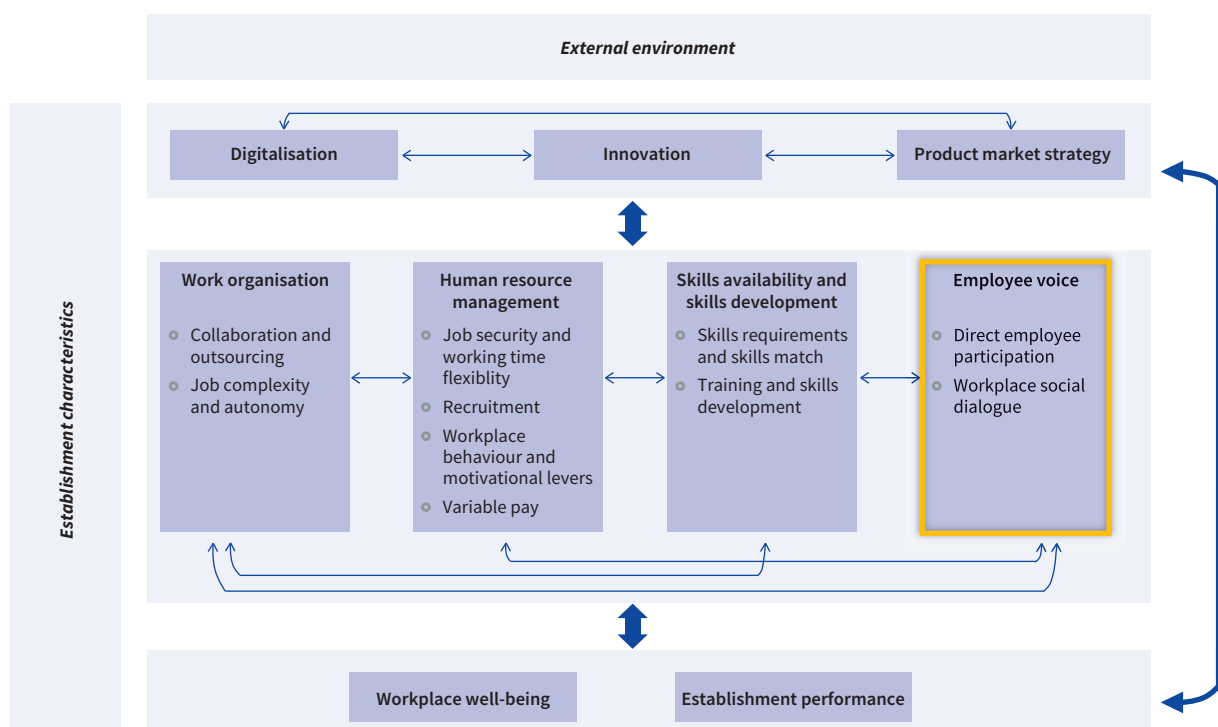 External environment
Establishment characteristics
Digitalisation
Innovation
Product market strategy
Work organisation
Collaboration and
outsourcing
Job complexity
and autonomy
Human resource
management
Job security and
working time
flexiblity
Recruitment
Workplace
behaviour and
motivational levers
Variable pay
Skills availability and
skills development
Skills requirements
and skills match
Training and skills
development
Employee voice
Direct employee
participation
Workplace social
dialogue
Workplace well-being
Establishment performance